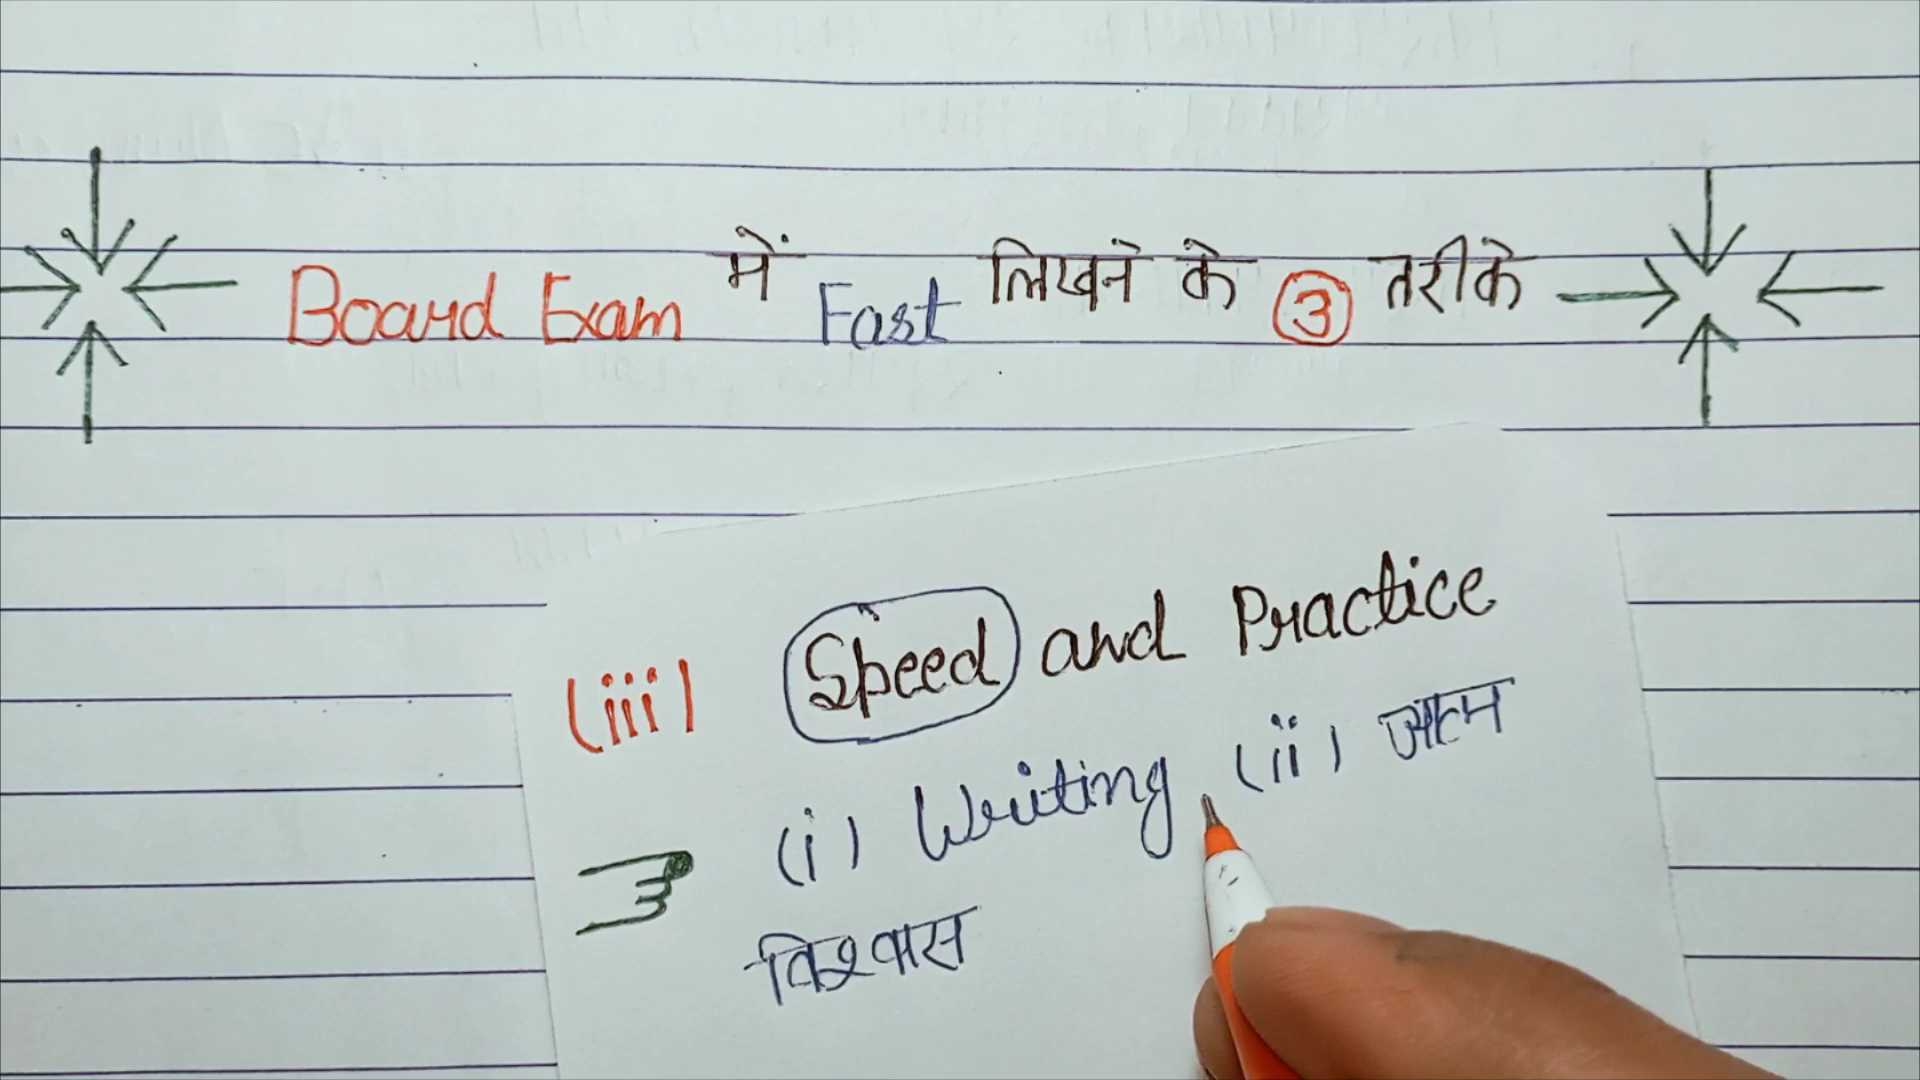 Board Exam में Fast लिखने के 3 तरीके
(iii) Speed and Practice
(i) Writing (ii) आत्म
विश्वास